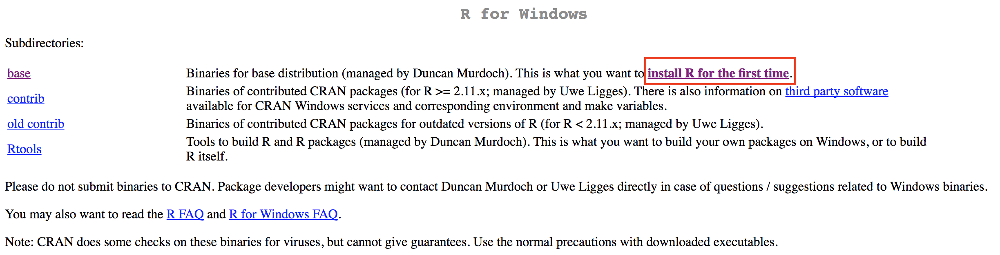 R for Windows
Subdirectories:
base
Binaries for base distribution (managed by Duncan Murdoch). This is what you want to install R for the first time.
contrib
Binaries of contributed CRAN packages (for R >= 2.11.x; managed by Uwe Ligges). There is also information on third party software
available for CRAN Windows services and corresponding environment and make variables.
old contrib
Binaries of contributed CRAN packages for outdated versions of R (for R < 2.11.x; managed by Uwe Ligges).
Rtools
Tools to build R and R packages (managed by Duncan Murdoch). This is what you want to build your own packages on Windows, or to build
R itself.
Please do not submit binaries to CRAN. Package developers might want to contact Duncan Murdoch or Uwe Ligges directly in case of questions / suggestions related to Windows binaries.
You may also want to read the R FAQ and R for Windows FAQ.
Note: CRAN does some checks on these binaries for viruses, but cannot give guarantees. Use the normal precautions with downloaded executables.